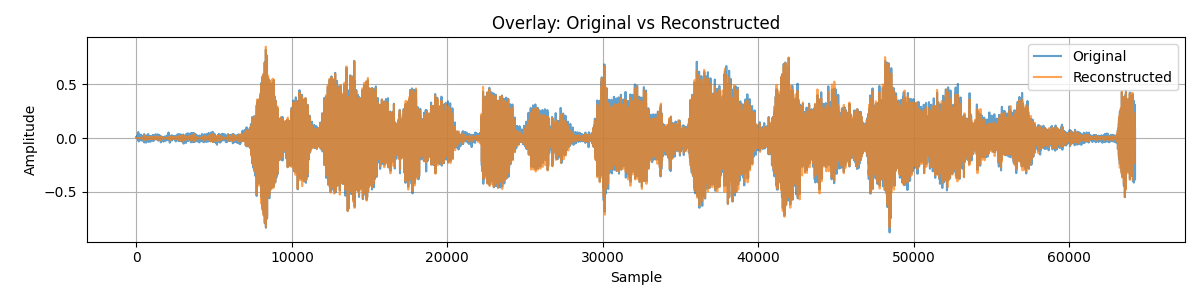 Overlay: Original vs Reconstructed
Original
Reconstructed
Amplitude
0.5
0.0
−0.5
0
10000
20000
30000
40000
50000
60000
Sample